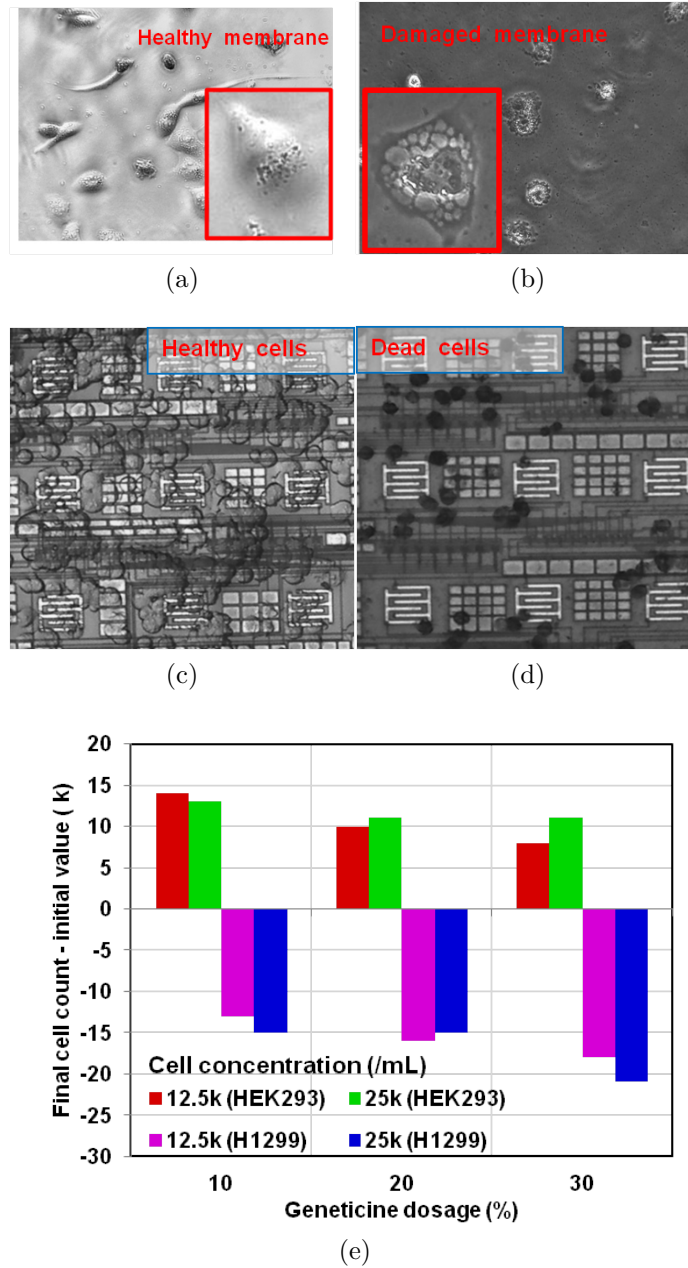 Healthy membrane
Damaged membrane
(a)
(b)
Healthy cells
Dead cells
(c)
(d)
20
15
10
5
0
-5
-10
-15
-20
-25
-30
Final cell count - initial value ( k)
Cell concentration (/mL)
12.5k (HEK293)
25k (HEK293)
12.5k (H1299)
25k (H1299)
10
20
30
Geneticine dosage (%)
(e)